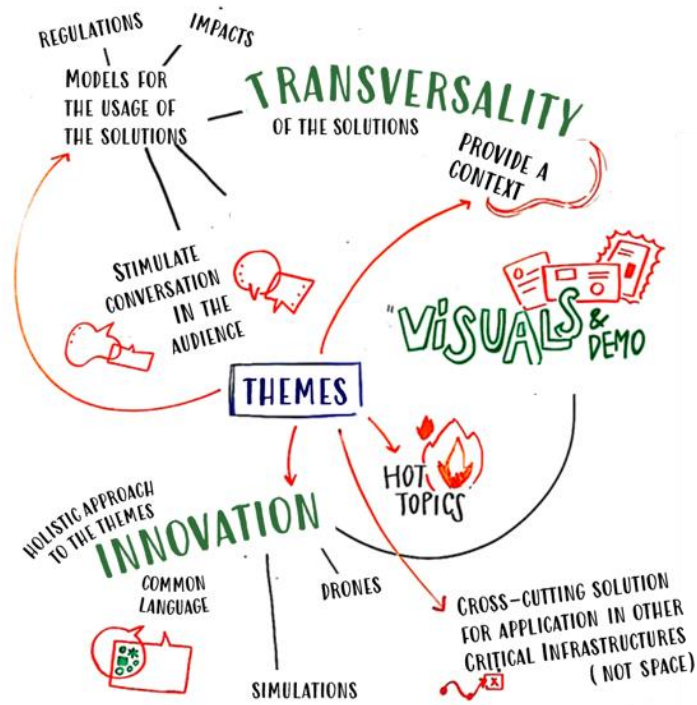 REGULATIONS
IMPACTS
MODELS FOR
THE USAGE OF
THE SOLUTIONS
TRANSVERSALITY
OF THE SOLUTIONS
PROVIDE A
CONTEXT
STIMULATE
CONVERSATION
IN THE
AUDIENCE
"VISUALS &
DEMO
THEMES
HOT
TOPICS
HOLISTIC APPROACH
TO THE THEMES
INNOVATION
COMMON
LANGUAGE
DRONES
SIMULATIONS
CROSS-CUTTING SOLUTION
FOR APPLICATION IN OTHER
CRITICAL INFRASTRUCTURES
(NOT SPACE)
X